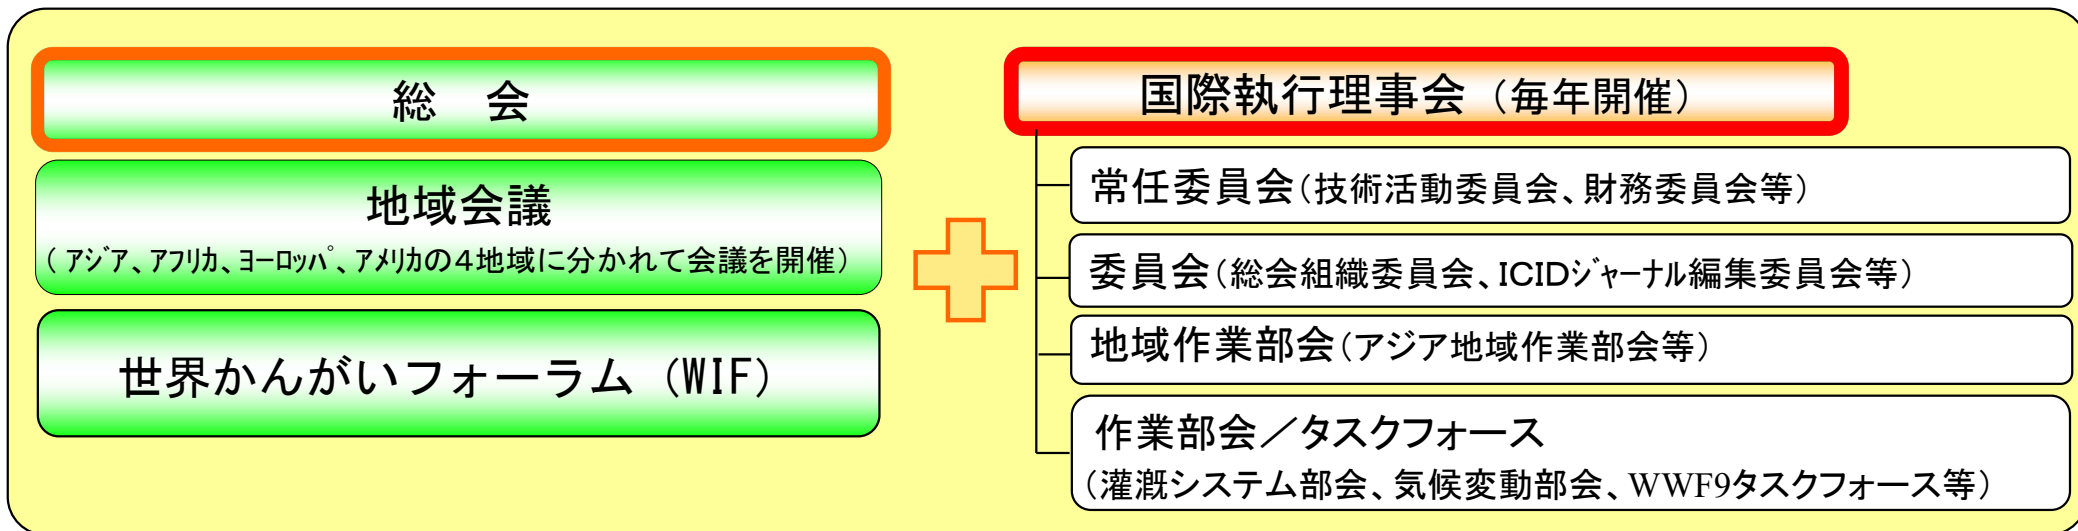 総　会
地域会議
（アジア、アフリカ、ヨーロッパ、アメリカの４地域に分かれて会議を開催）
世界かんがいフォーラム（WIF）
国際執行理事会（毎年開催）
常任委員会（技術活動委員会、財務委員会等）
委員会（総会組織委員会、ICIDジャーナル編集委員会等）
地域作業部会（アジア地域作業部会等）
作業部会／タスクフォース
（灌漑システム部会、気候変動部会、WWF9タスクフォース等）